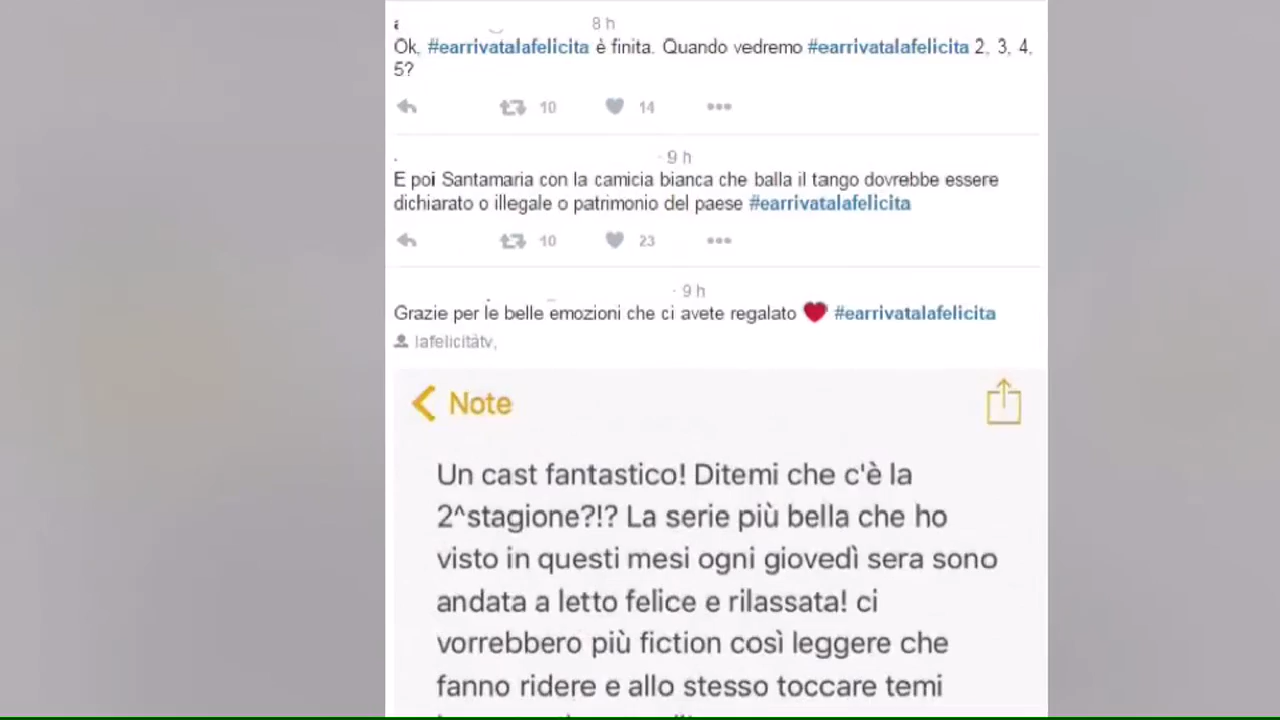 8 h
Ok, #earrivatalafelicita è finita. Quando vedremo #earrivatalafelicita 2, 3, 4,
5?
10 14
9 h
E poi Santamaria con la camicia bianca che balla il tango dovrebbe essere
dichiarato o illegale o patrimonio del paese #earrivatalafelicita
10 23
9 h
Grazie per le belle emozioni che ci avete regalato ❤ #earrivatalafelicita
lafelicitàtv,
Note
Un cast fantastico! Ditemi che c'è la
2^stagione?!? La serie più bella che ho
visto in questi mesi ogni giovedì sera sono
andata a letto felice e rilassata! ci
vorrebbero più fiction così leggere che
fanno ridere e allo stesso toccare temi